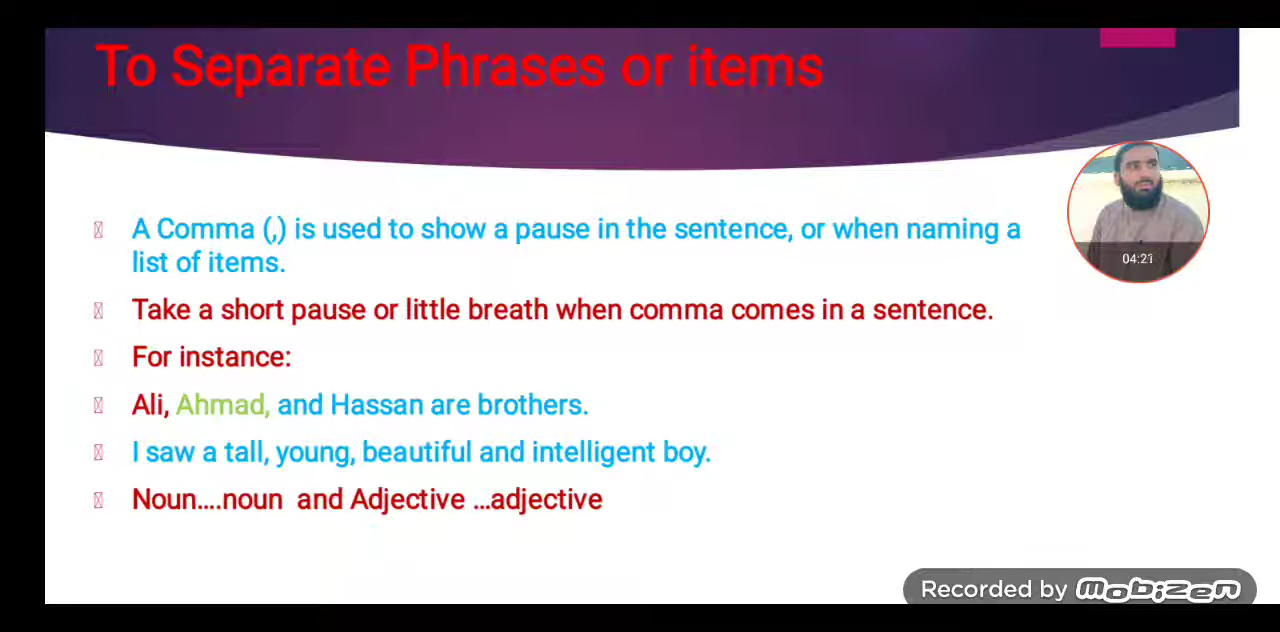 To Separate Phrases or items
A Comma (,) is used to show a pause in the sentence, or when naming a
list of items.
Take a short pause or little breath when comma comes in a sentence.
For instance:
Ali, Ahmad, and Hassan are brothers.
I saw a tall, young, beautiful and intelligent boy.
Noun....noun  and Adjective ...adjective
04:21
Recorded by mobizen